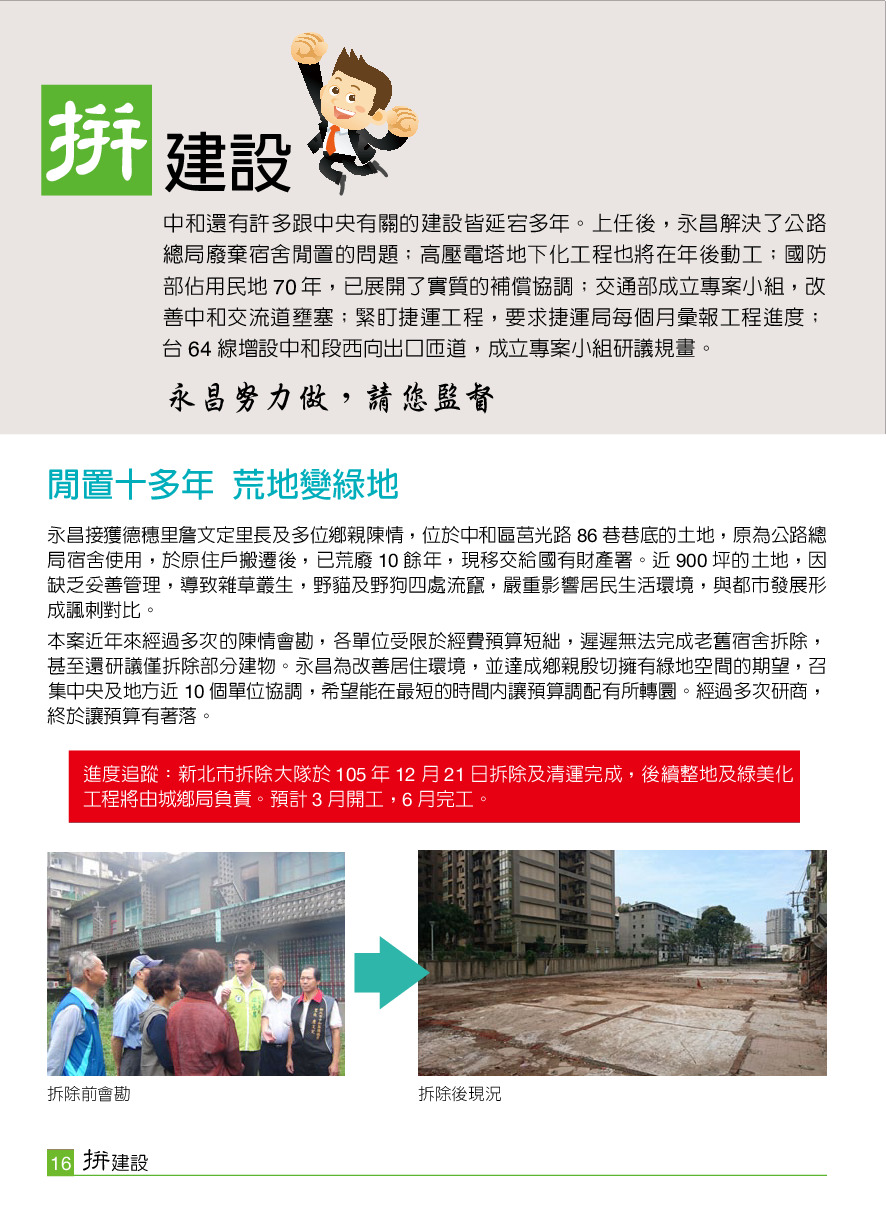 拼建設
中和還有許多跟中央有關的建設皆延宕多年。上任後，永昌解決了公路
總局廢棄宿舍閒置的問題；高壓電塔地下化工程也將在年後動工；國防
部佔用民地 70 年，已展開了實質的補償協調；交通部成立專案小組，改
善中和交流道壅塞；緊盯捷運工程，要求捷運局每個月彙報工程進度；
台 64 線增設中和段西向出口匝道，成立專案小組研議規畫。
永昌努力做，請您監督
閒置十多年 荒地變綠地
永昌接獲德穗里詹文定里長及多位鄉親陳情，位於中和區莒光路 86 巷巷底的土地，原為公路總
局宿舍使用，於原住戶搬遷後，已荒廢 10 餘年，現移交給國有財產署。近 900 坪的土地，因
缺乏妥善管理，導致雜草叢生，野貓及野狗四處流竄，嚴重影響居民生活環境，與都市發展形
成諷刺對比。
本案近年來經過多次的陳情會勘，各單位受限於經費預算短絀，遲遲無法完成老舊宿舍拆除，
甚至還研議僅拆除部分建物。永昌為改善居住環境，並達成鄉親殷切擁有綠地空間的期望，召
集中央及地方近 10 個單位協調，希望能在最短的時間內讓預算調配有所轉圜。經過多次研商，
終於讓預算有著落。
進度追蹤：新北市拆除大隊於 105 年 12 月 21 日拆除及清運完成，後續整地及綠美化
工程將由城鄉局負責。預計 3 月開工，6 月完工。
拆除前會勘
拆除後現況
16 拼建設